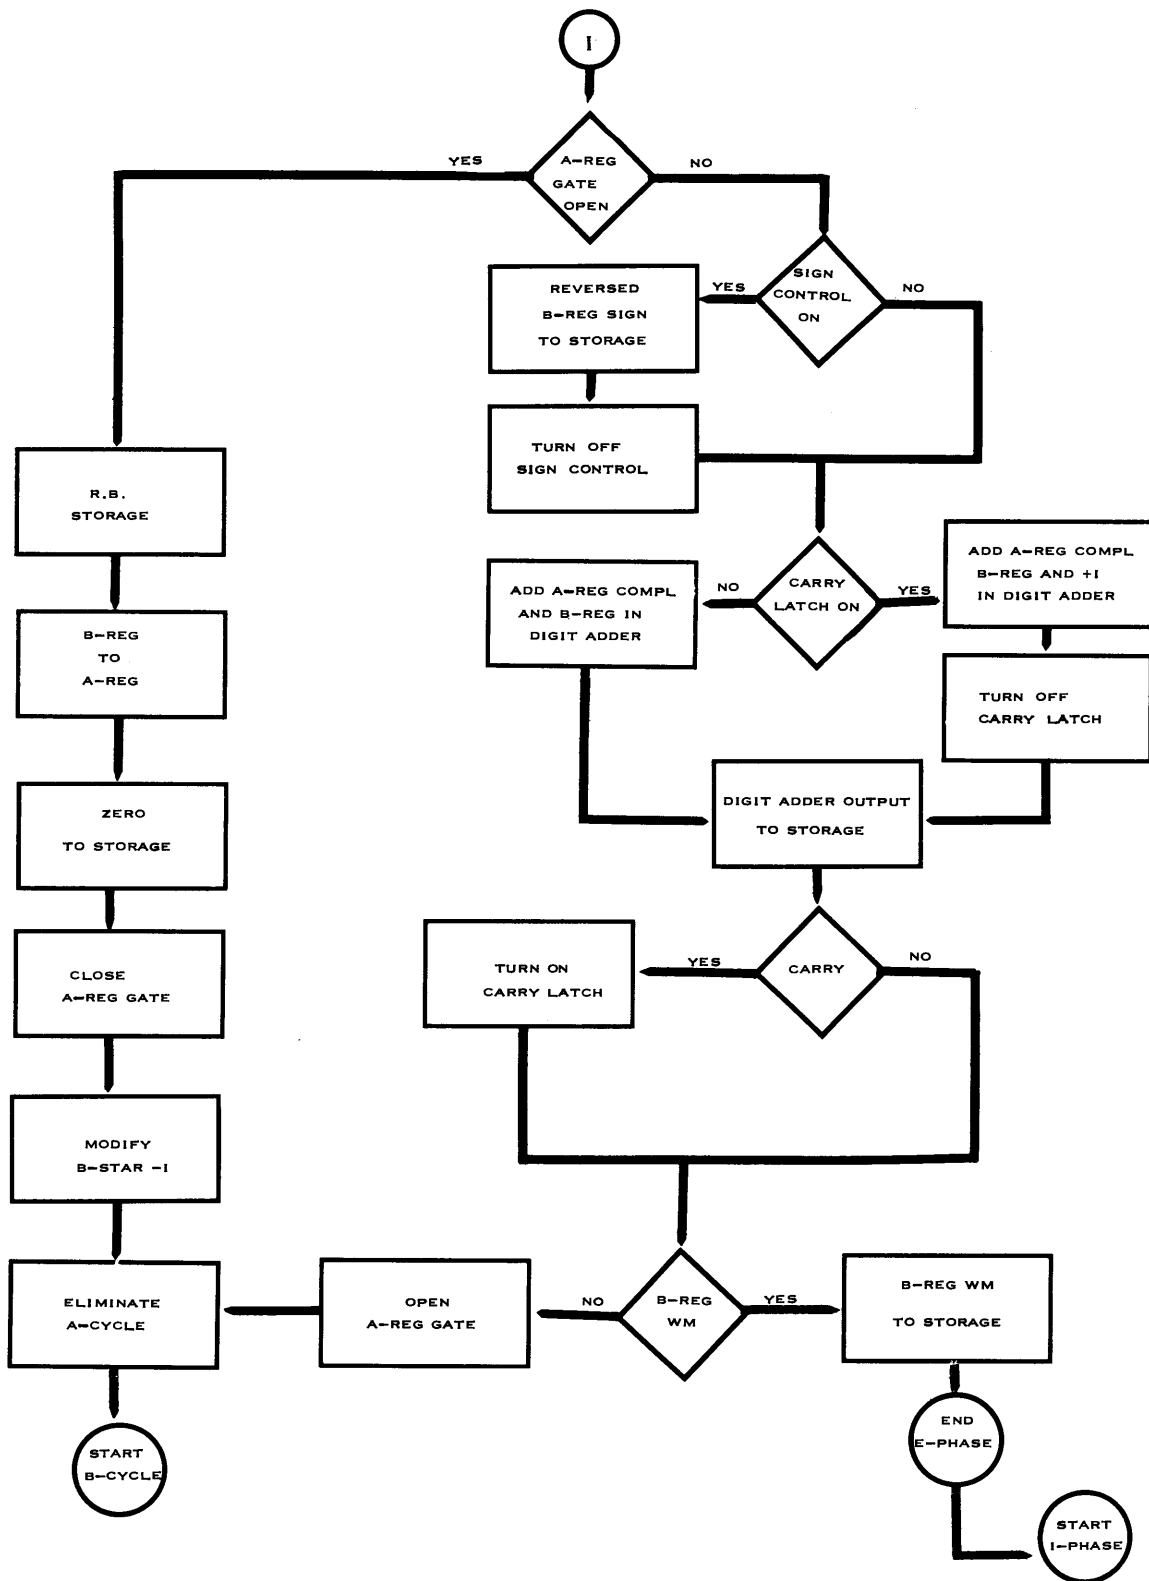 I
A-REG
GATE
OPEN
YES
NO
SIGN
CONTROL
ON
YES
NO
REVERSED
B-REG SIGN
TO STORAGE
TURN OFF
SIGN CONTROL
R.B.
STORAGE
CARRY
LATCH ON
NO
YES
ADD A-REG COMPL
AND B-REG IN
DIGIT ADDER
ADD A-REG COMPL
B-REG AND +I
IN DIGIT ADDER
B-REG
TO
A-REG
TURN OFF
CARRY LATCH
ZERO
TO STORAGE
DIGIT ADDER OUTPUT
TO STORAGE
CLOSE
A-REG GATE
TURN ON
CARRY LATCH
YES
CARRY
NO
MODIFY
B-STAR -I
ELIMINATE
A-CYCLE
OPEN
A-REG GATE
NO
B-REG
WM
YES
B-REG WM
TO STORAGE
START
B-CYCLE
END
E-PHASE
START
I-PHASE